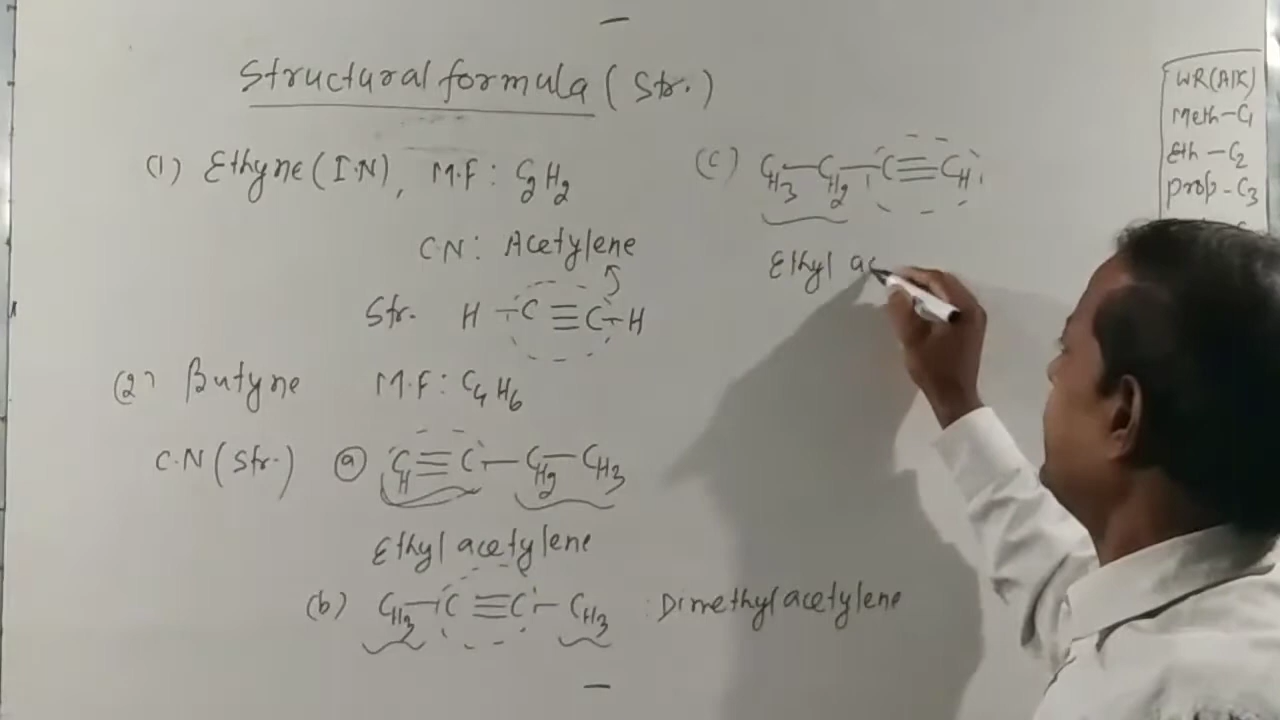 Structural formula (Str.)
(1) Ethyne (I.N), M.F : C2H2
C.N : Acetylene
Str. H - C ≡ C - H
(2) Butyne M.F : C4H6
C.N (Str.) (a) CH ≡ C - CH2 - CH3
Ethyl acetylene
(b) CH3 - C ≡ C - CH3 : Dimethyl acetylene
(C) CH3 - CH2 - C ≡ CH
Ethyl ac
WR(A/K)
Meth - C1
Eth - C2
Prop - C3